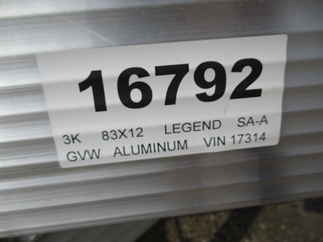 16792
3K 83X12 LEGEND SA-A
GVW ALUMINUM VIN 17314